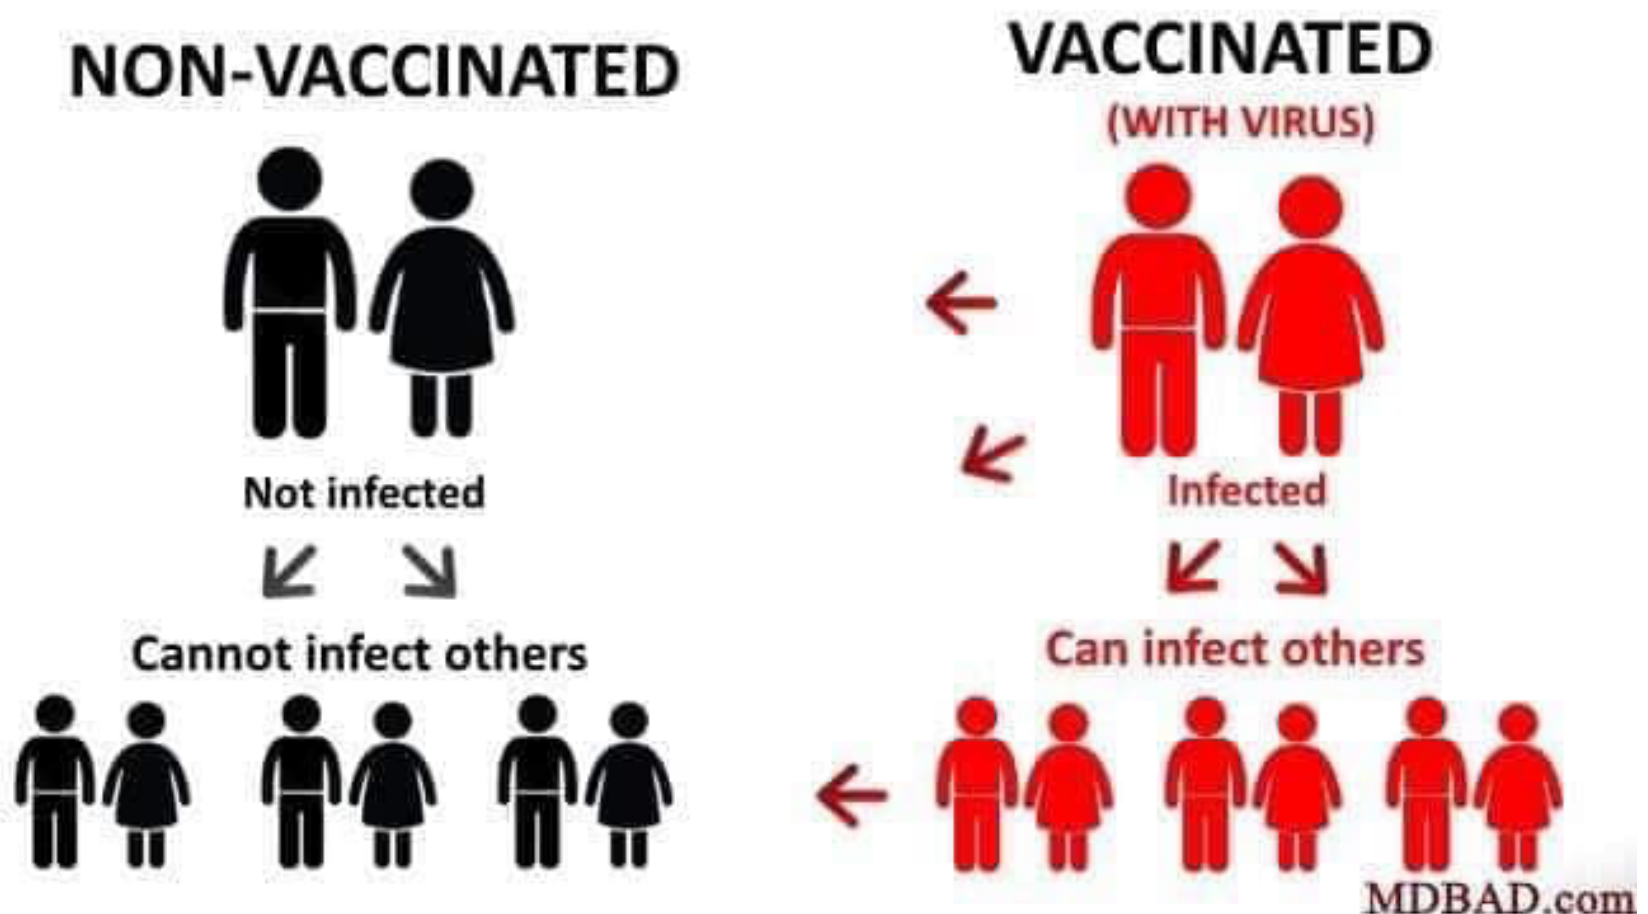 NON-VACCINATED
Not infected
Cannot infect others
VACCINATED
(WITH VIRUS)
Infected
Can infect others
MDBAD.com